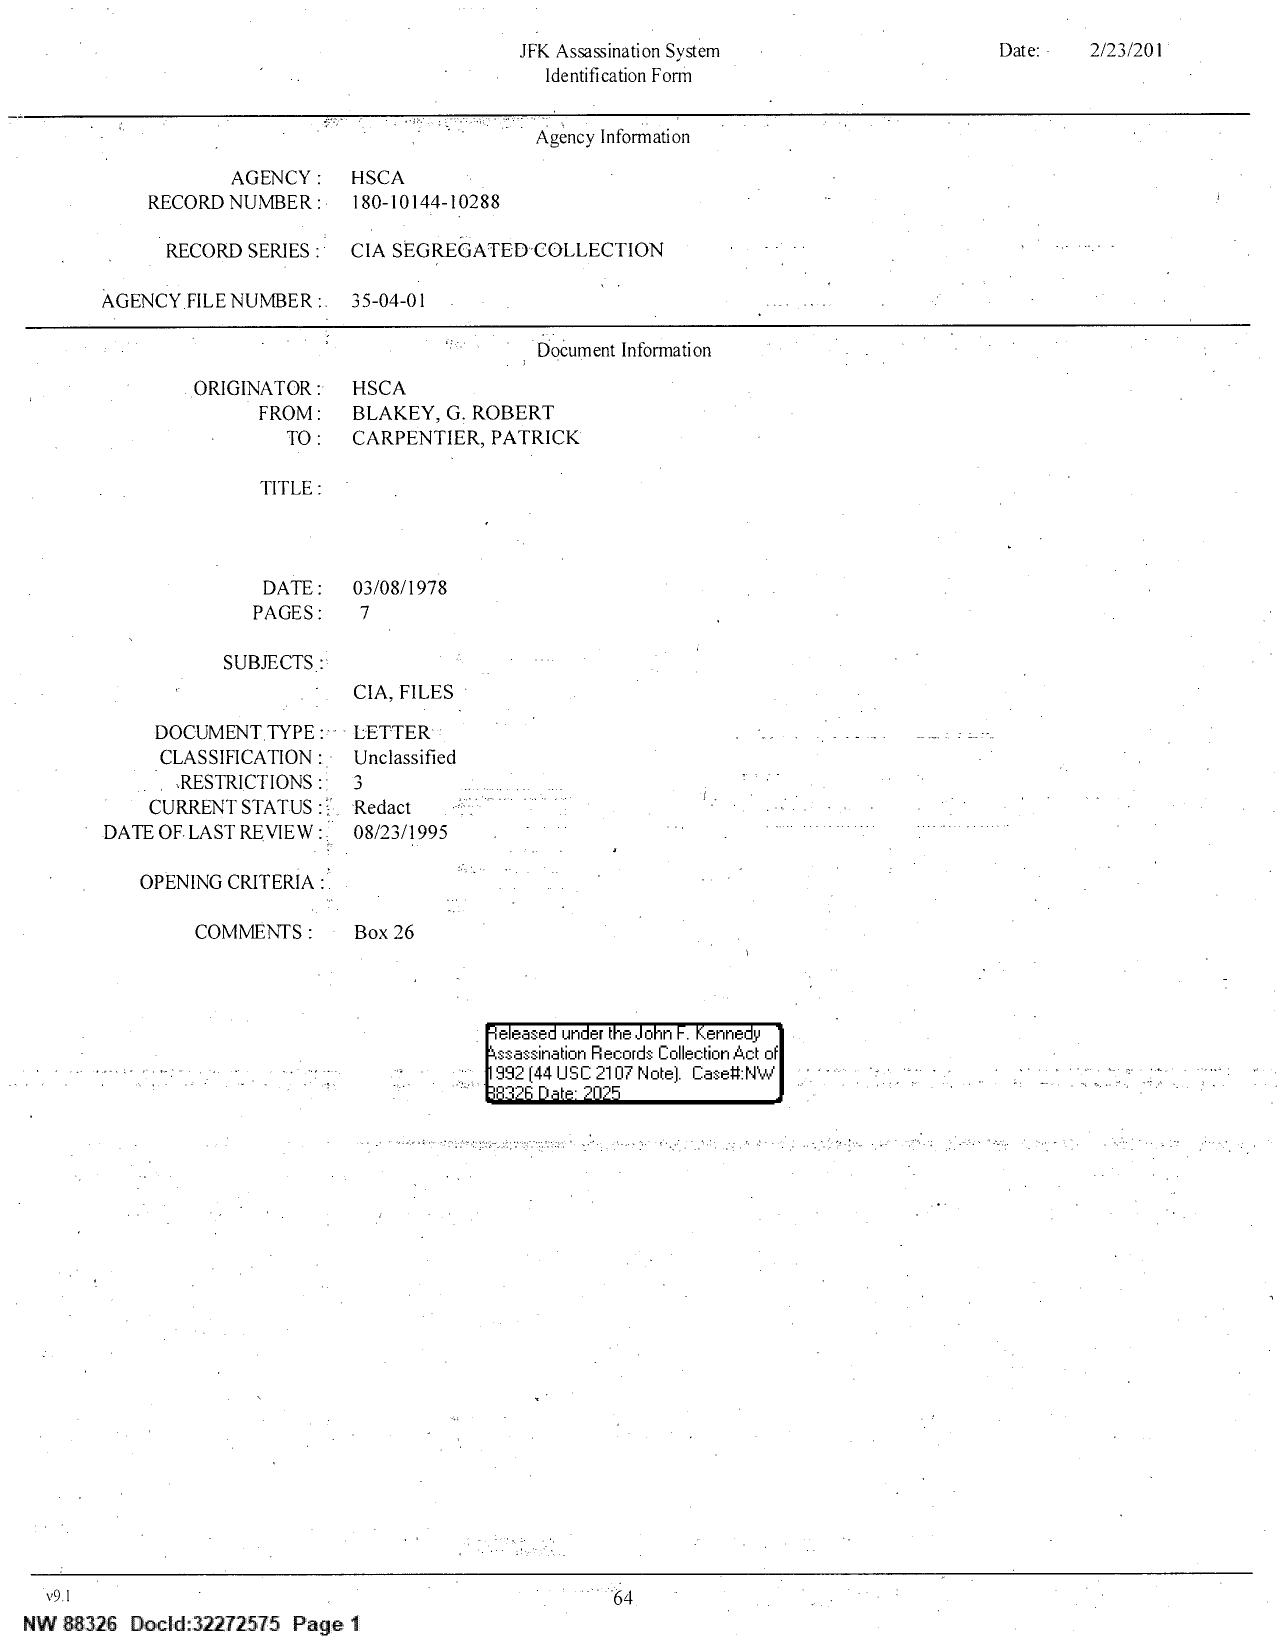 JFK Assassination System
Identification Form
Date: 2/23/201
Agency Information
AGENCY : HSCA
RECORD NUMBER : 180-10144-10288
RECORD SERIES : CIA SEGREGATED COLLECTION
AGENCY FILE NUMBER : 35-04-01
Document Information
ORIGINATOR : HSCA
FROM : BLAKEY, G. ROBERT
TO : CARPENTIER, PATRICK
TITLE :
DATE : 03/08/1978
PAGES : 7
SUBJECTS :
CIA, FILES
DOCUMENT TYPE : LETTER
CLASSIFICATION : Unclassified
RESTRICTIONS : 3
CURRENT STATUS : Redact
DATE OF LAST REVIEW : 08/23/1995
OPENING CRITERIA :
COMMENTS : Box 26
Released under the John F. Kennedy
Assassination Records Collection Act of
1992 (44 USC 2107 Note). Case#:NW
88326 Date: 2025
v9.1
64
NW 88326 DocId:32272575 Page 1